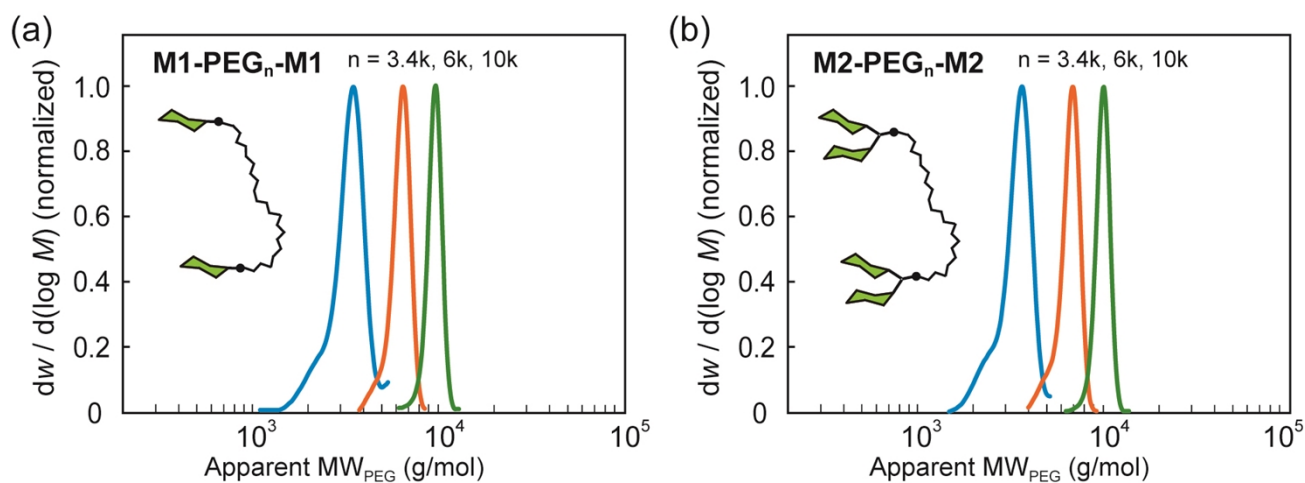 (a)
M1-PEGn-M1 n = 3.4k, 6k, 10k
dw / d(log M) (normalized)
1.0
0.8
0.6
0.4
0.2
0
10³ 10⁴ 10⁵
Apparent MWPEG (g/mol)
(b)
M2-PEGn-M2 n = 3.4k, 6k, 10k
dw / d(log M) (normalized)
1.0
0.8
0.6
0.4
0.2
0
10³ 10⁴ 10⁵
Apparent MWPEG (g/mol)